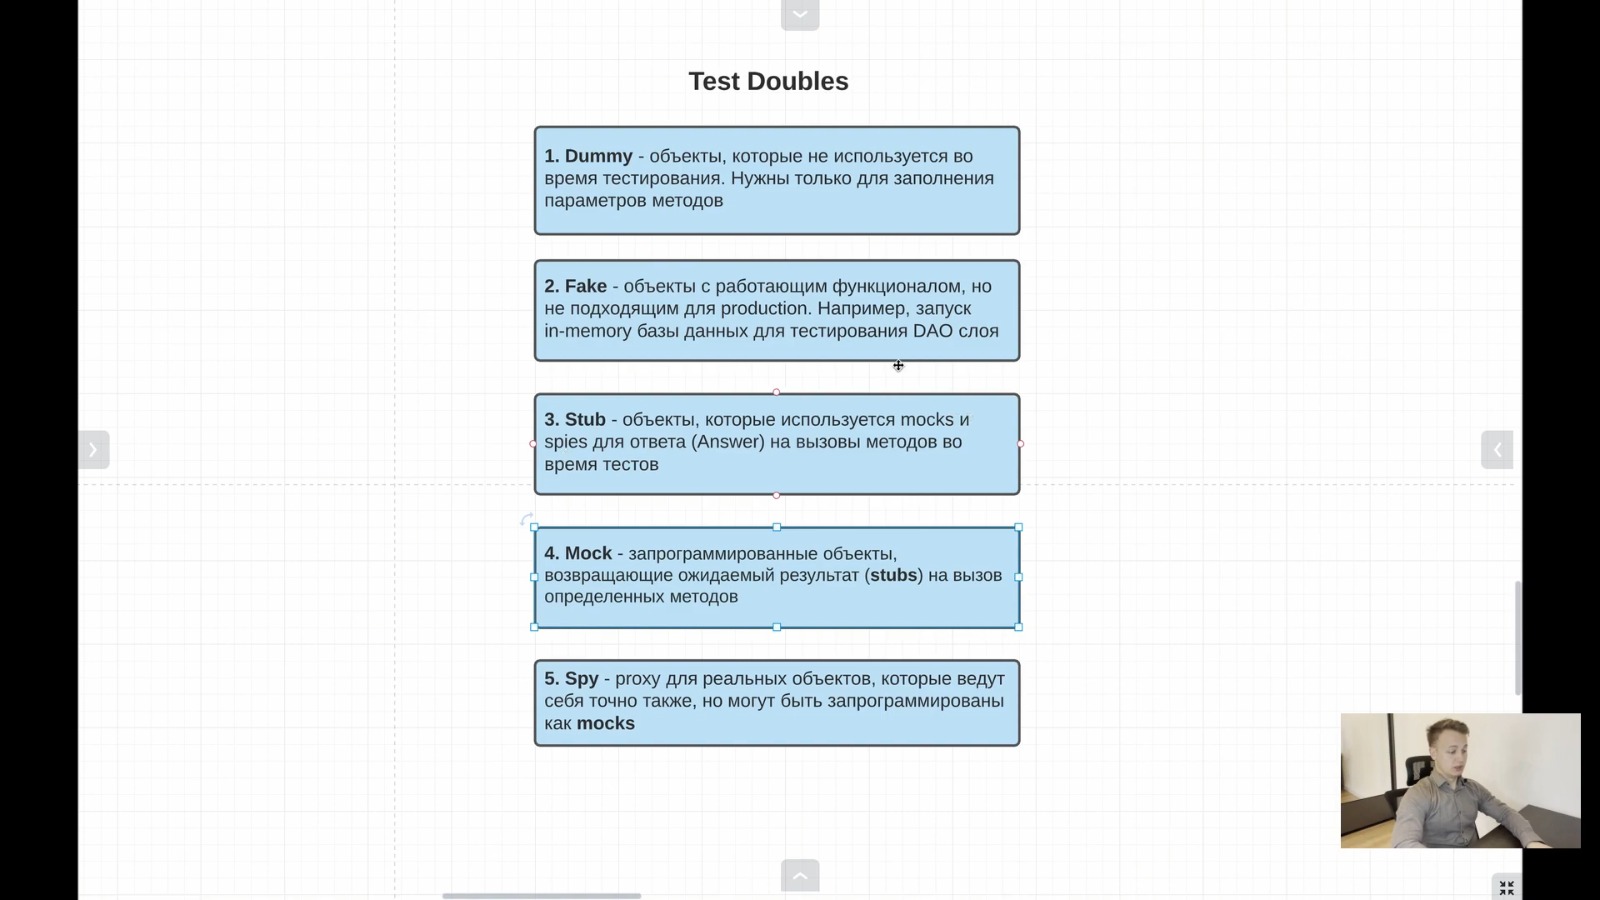 Test Doubles
1. Dummy - объекты, которые не используется во
время тестирования. Нужны только для заполнения
параметров методов
2. Fake - объекты с работающим функционалом, но
не подходящим для production. Например, запуск
in-memory базы данных для тестирования DAO слоя
3. Stub - объекты, которые используется mocks и
spies для ответа (Answer) на вызовы методов во
время тестов
4. Mock - запрограммированные объекты,
возвращающие ожидаемый результат (stubs) на вызов
определенных методов
5. Spy - proxy для реальных объектов, которые ведут
себя точно также, но могут быть запрограммированы
как mocks